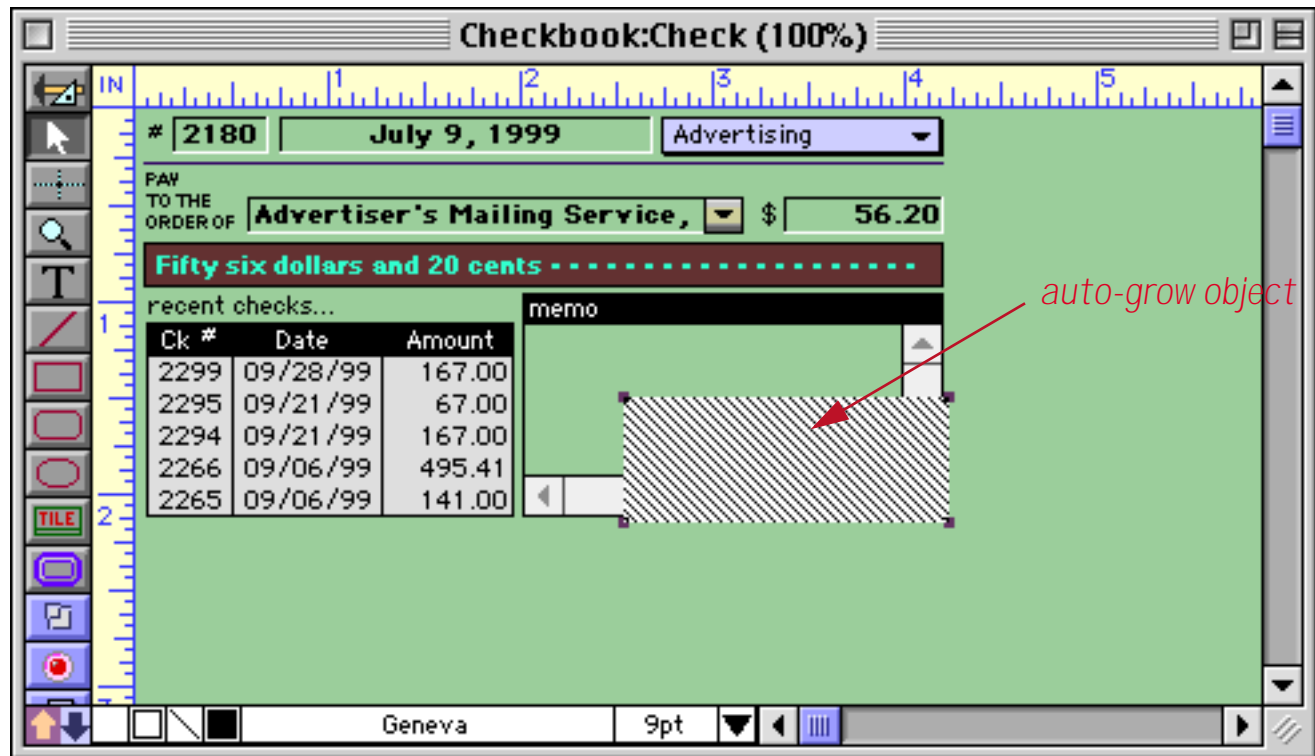 Checkbook:Check (100%)
IN 1 2 3 4 5
# 2180 July 9, 1999 Advertising
PAY
TO THE
ORDER OF Advertiser's Mailing Service, $ 56.20
Fifty six dollars and 20 cents - - - - - - - - - - - - - - - - - - - - -
auto-grow object
recent checks... memo
1
Ck # Date Amount
2299 09/28/99 167.00
2295 09/21/99 67.00
2294 09/21/99 167.00
2266 09/06/99 495.41
2265 09/06/99 141.00
T
TILE
2
Geneva 9pt